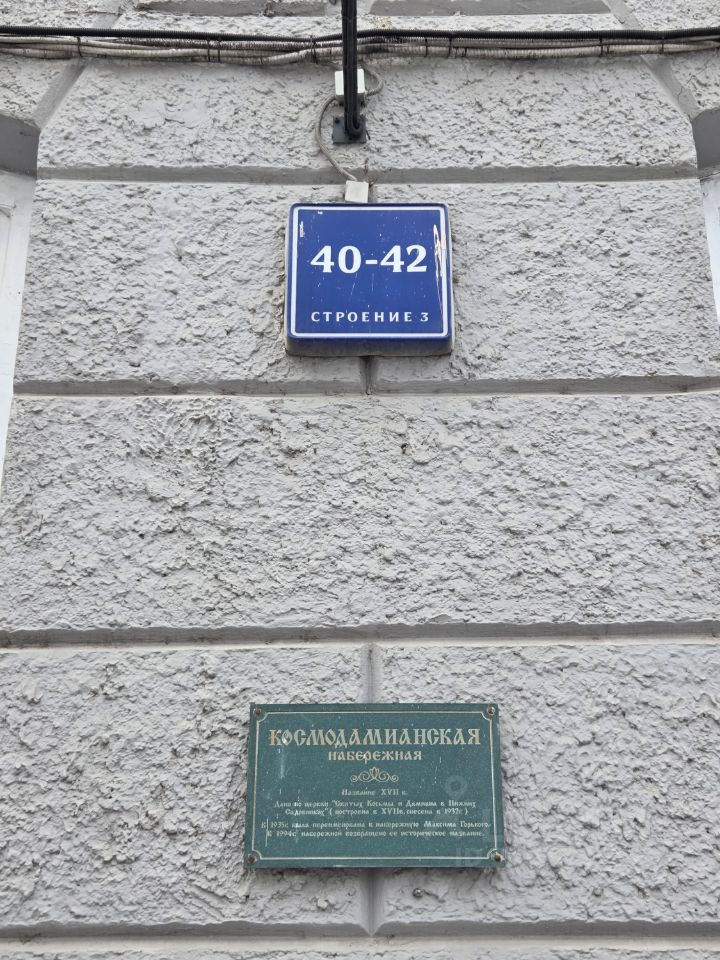 40-42
СТРОЕНИЕ 3
КОСМОДАМИАНСКАЯ
НАБЕРЕЖНАЯ
Название XVII в.
Дано по церкви "Святых Косьмы и Дамиана в Нижних
Садовниках" ( построена в XVIIв, снесена в 1932г)
В 1935г. была переименована в набережную Максима Горького.
В 1994г. набережной возвращено ее историческое название.